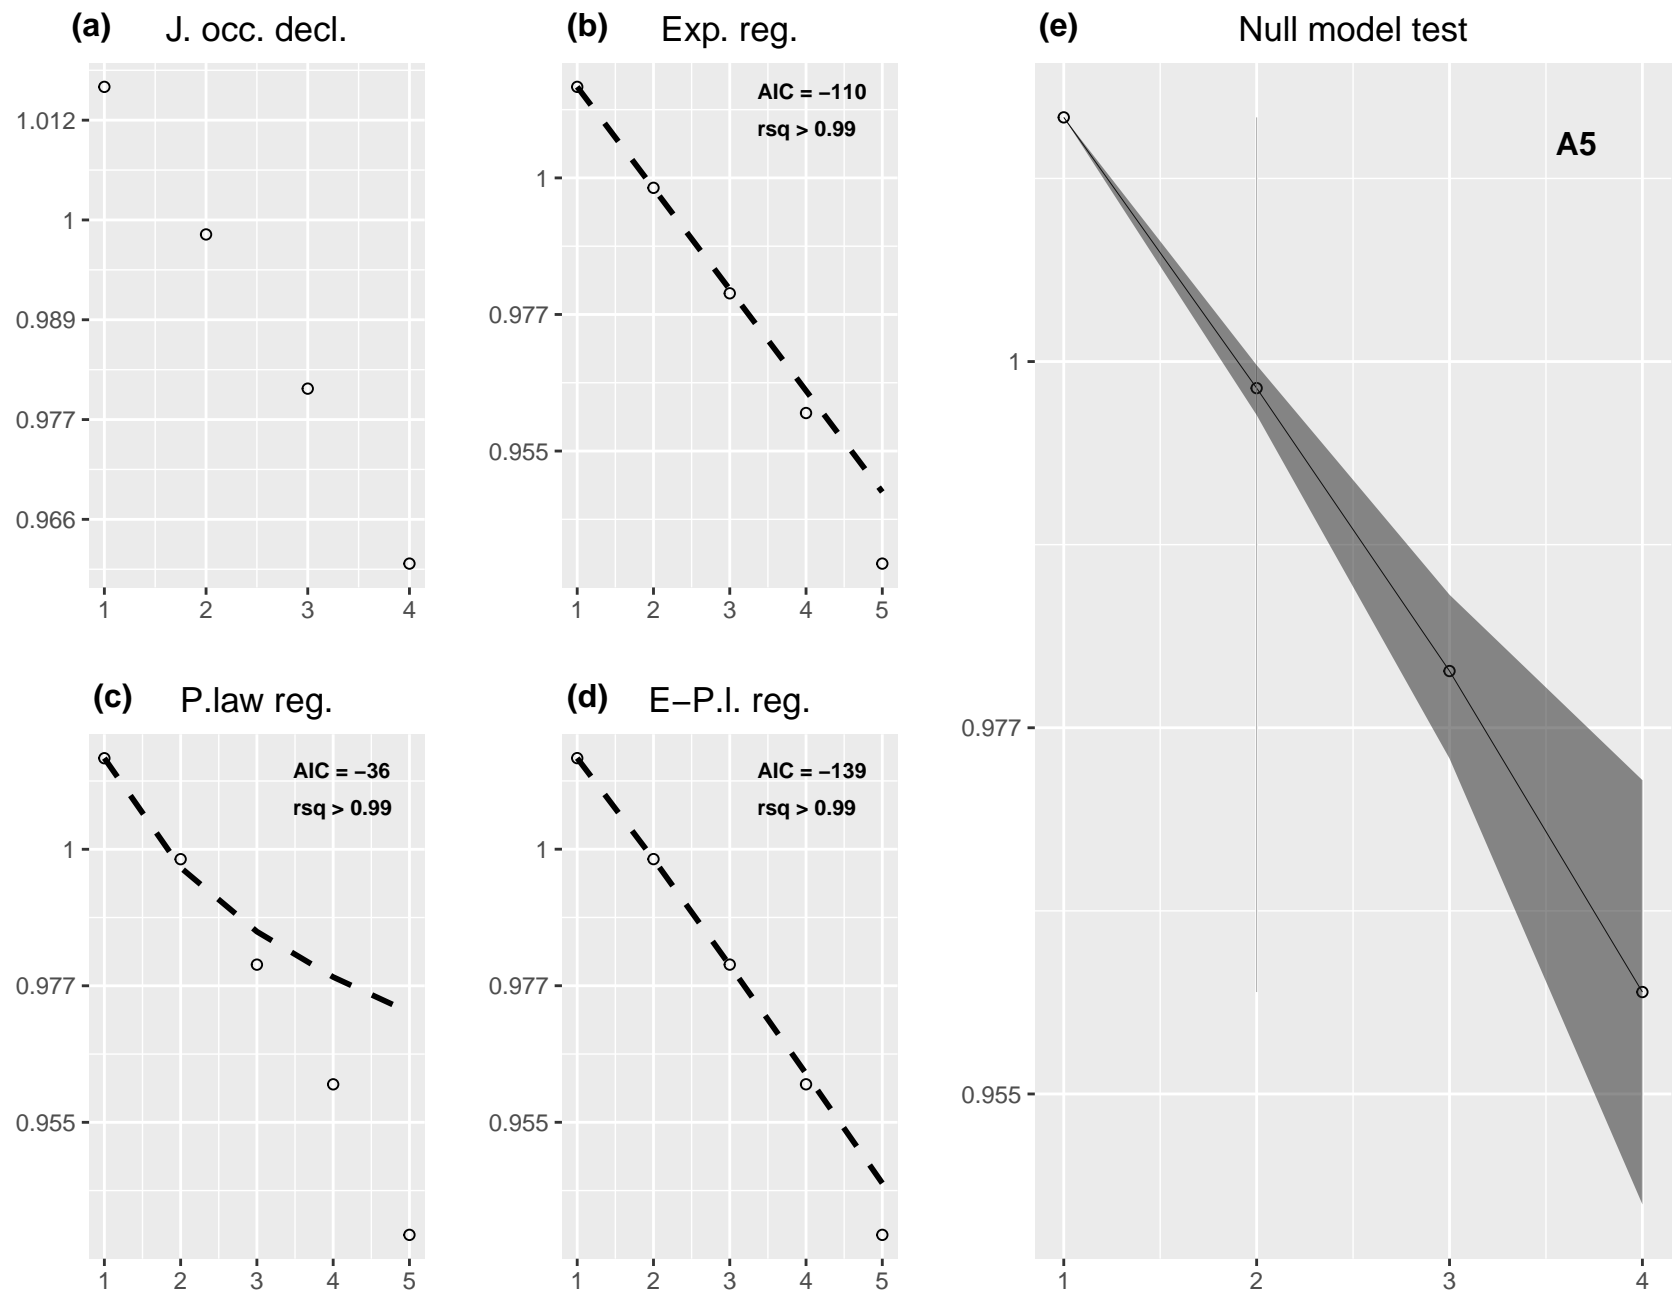 (a) J. occ. decl.
1.012
1
0.989
0.977
0.966
1 2 3 4
(b) Exp. reg.
AIC = −110
rsq > 0.99
1
0.977
0.955
1 2 3 4 5
(c) P.law reg.
AIC = −36
rsq > 0.99
1
0.977
0.955
1 2 3 4 5
(d) E−P.l. reg.
AIC = −139
rsq > 0.99
1
0.977
0.955
1 2 3 4 5
(e) Null model test
A5
1
0.977
0.955
1 2 3 4